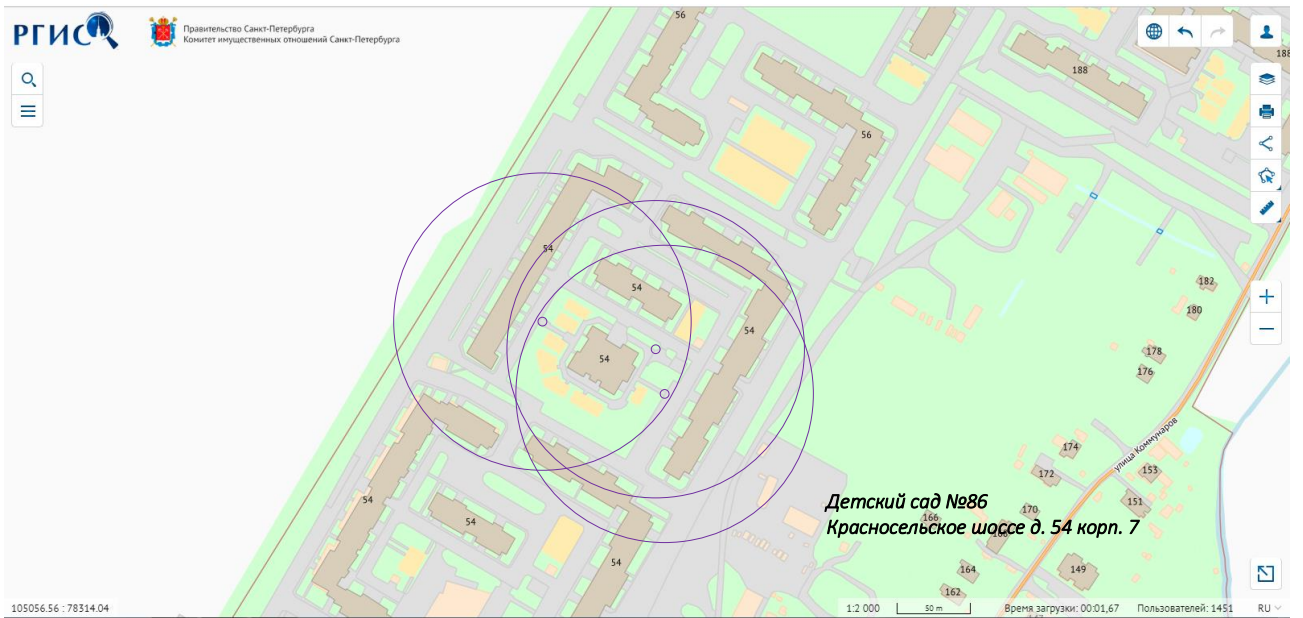 РГИС
Правительство Санкт-Петербурга
Комитет имущественных отношений Санкт-Петербурга
56
188
188
56
54
54
54
54
182
180
178
176
174
172
170
153
151
улица Коммунаров
Детский сад №86
Красносельское шоссе д. 54 корп. 7
166
168
164
162
149
147
54
54
54
105056.56 : 78314.04
1:2 000
50 m
Время загрузки: 00:01,67
Пользователей: 1451
RU